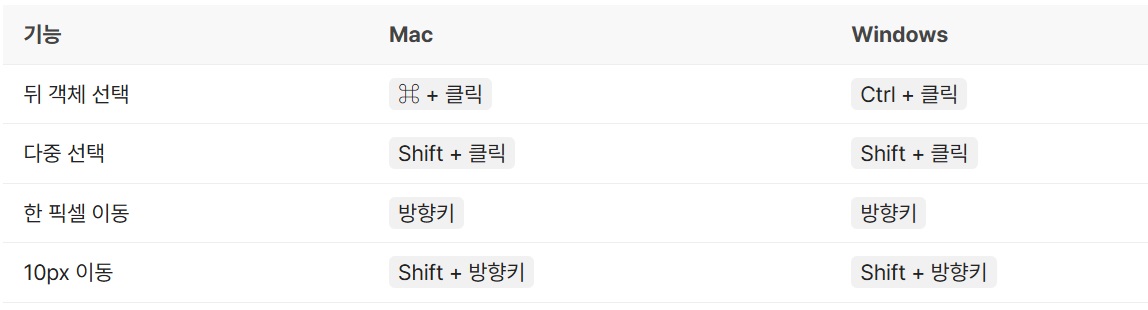 기능 Mac Windows
뒤 객체 선택 ⌘ + 클릭 Ctrl + 클릭
다중 선택 Shift + 클릭 Shift + 클릭
한 픽셀 이동 방향키 방향키
10px 이동 Shift + 방향키 Shift + 방향키